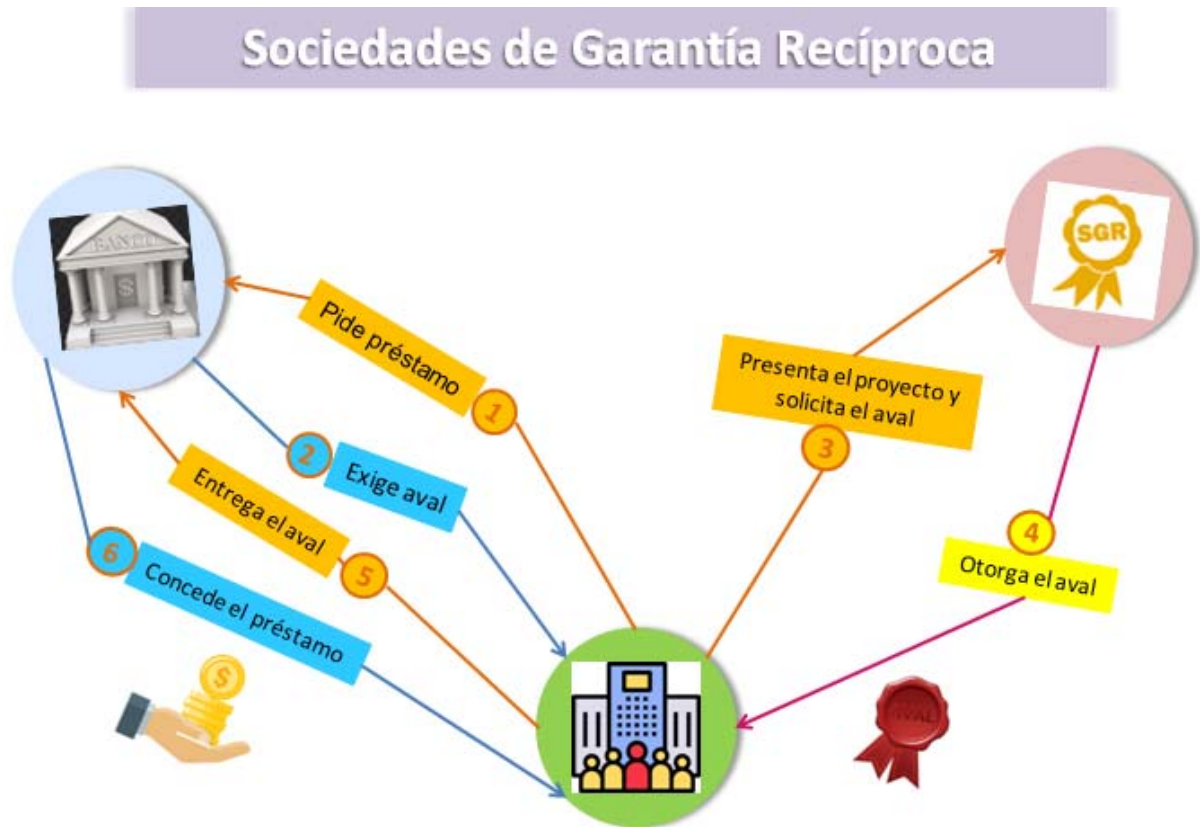 Sociedades de Garantía Recíproca
BANCO
$
SGR
Pide préstamo
1
2
Exige aval
Presenta el proyecto y
solicita el aval
3
4
Otorga el aval
Entrega el aval
5
6
Concede el préstamo
$
AVAL